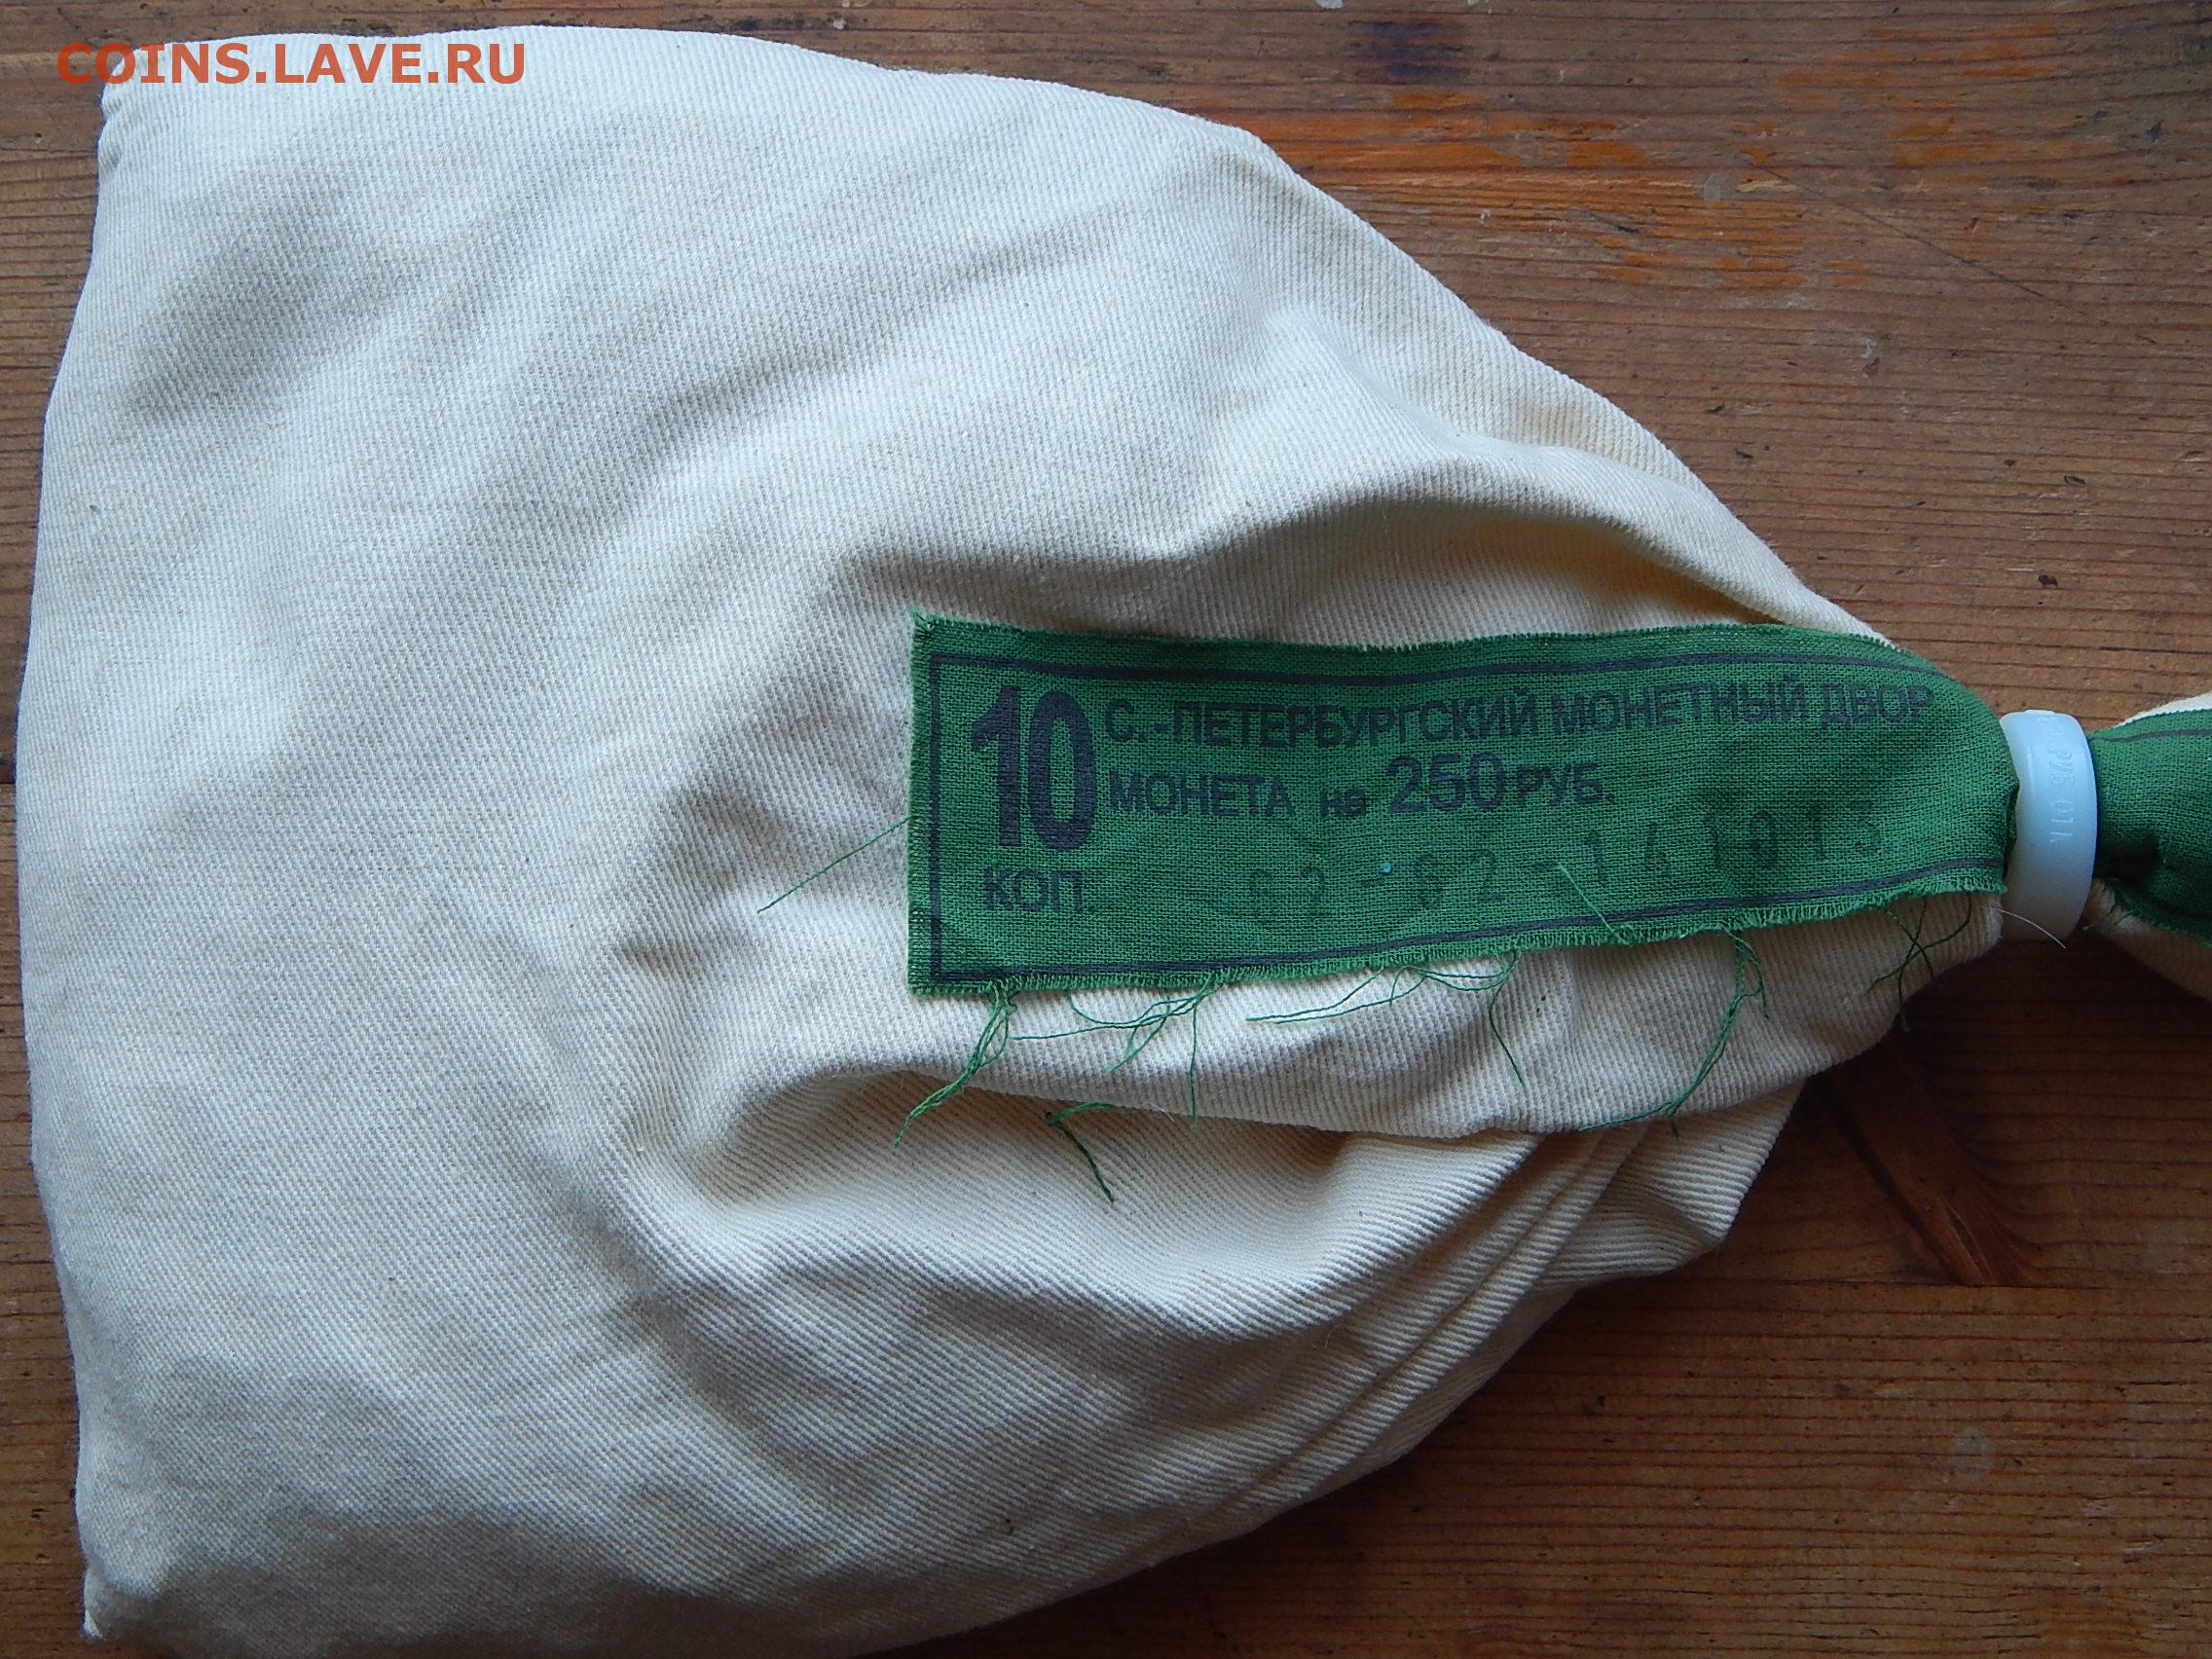 COINS.LAVE.RU
10 С.-ПЕТЕРБУРГСКИЙ МОНЕТНЫЙ ДВОР
МОНЕТА на 250 РУБ.
КОП.